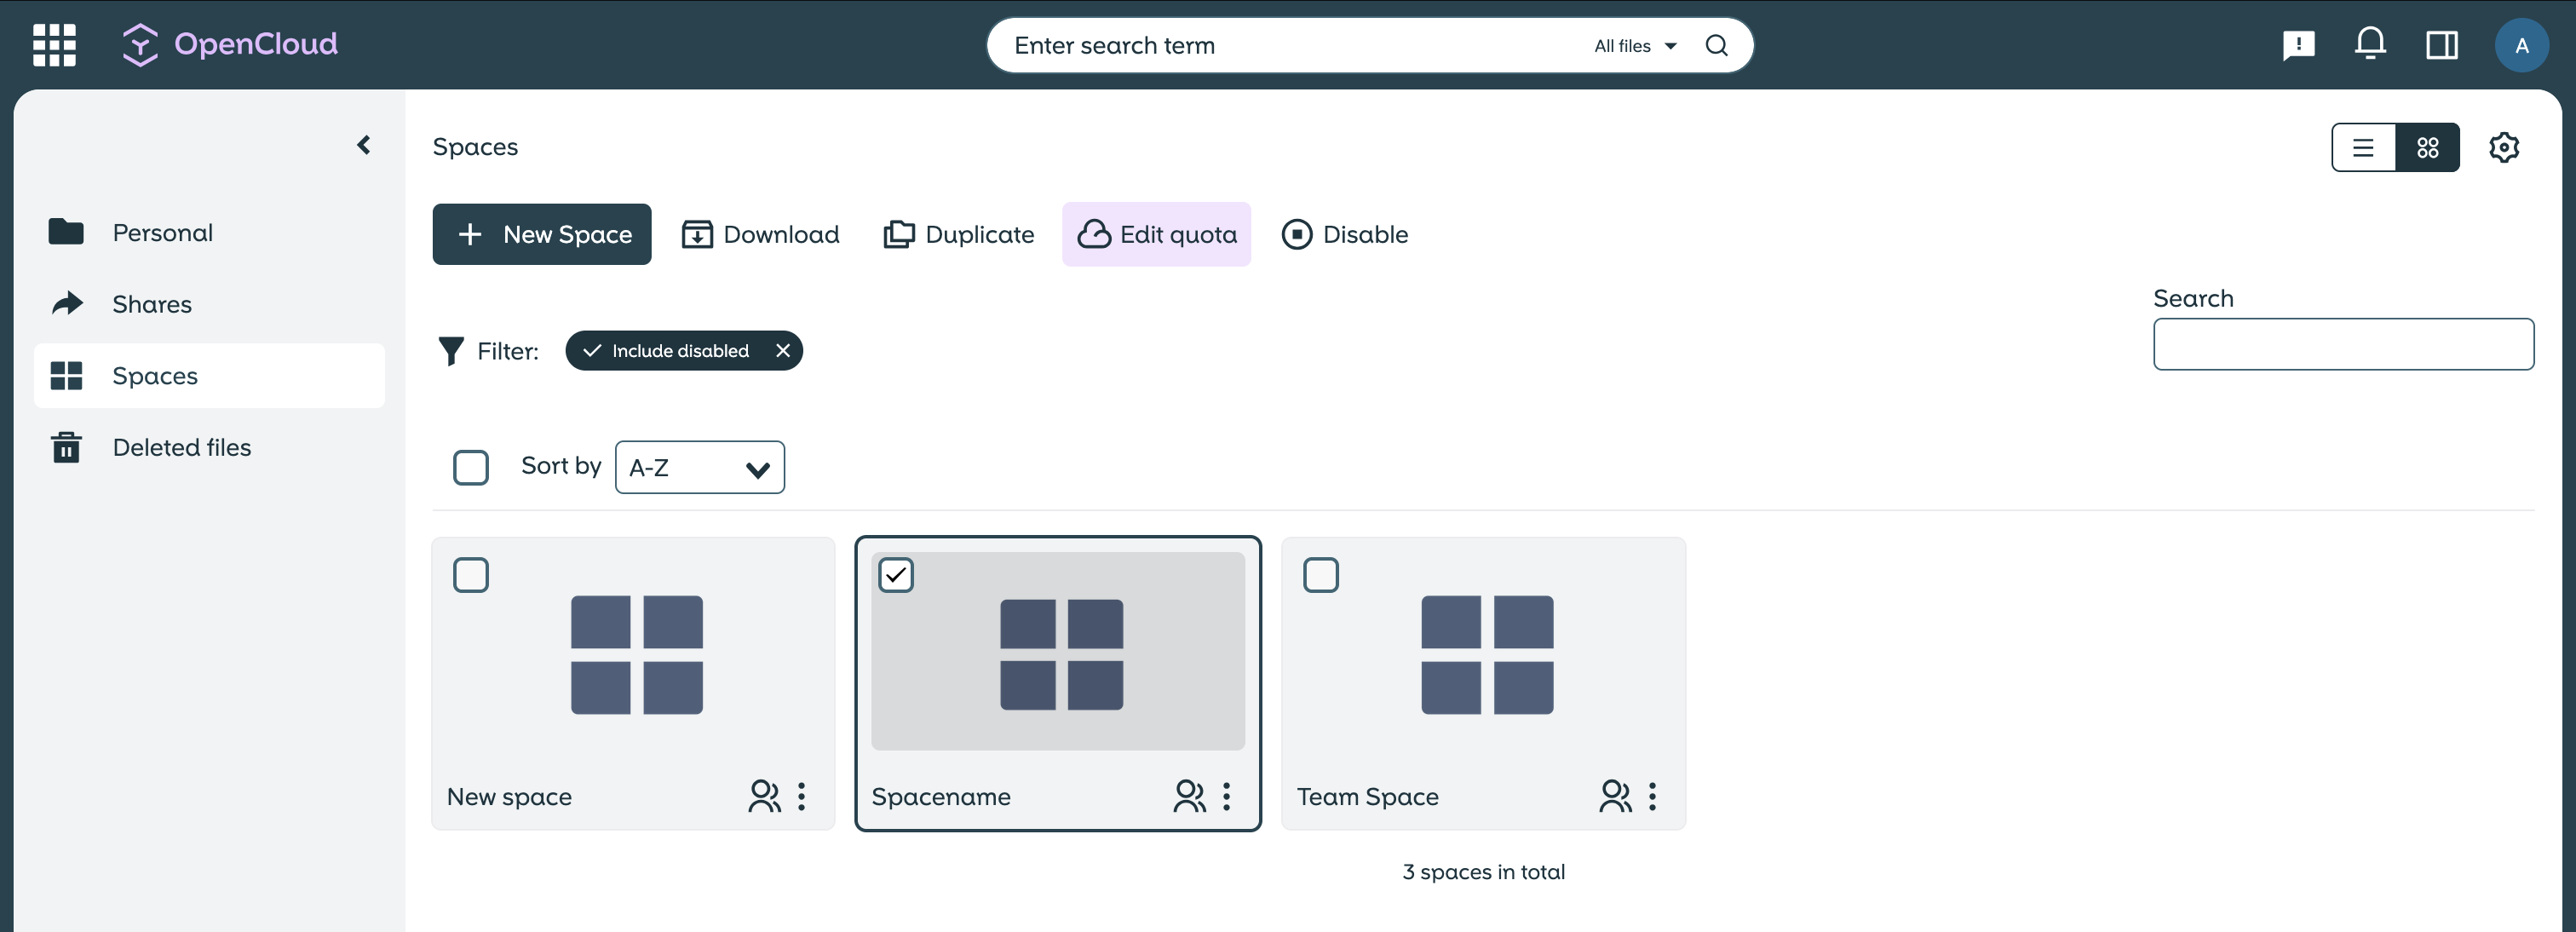 OpenCloud
Enter search term
All files
A
Personal
Shares
Spaces
Deleted files
Spaces
New Space
Download
Duplicate
Edit quota
Disable
Search
Filter:
Include disabled
Sort by
A-Z
New space
Spacename
Team Space
3 spaces in total